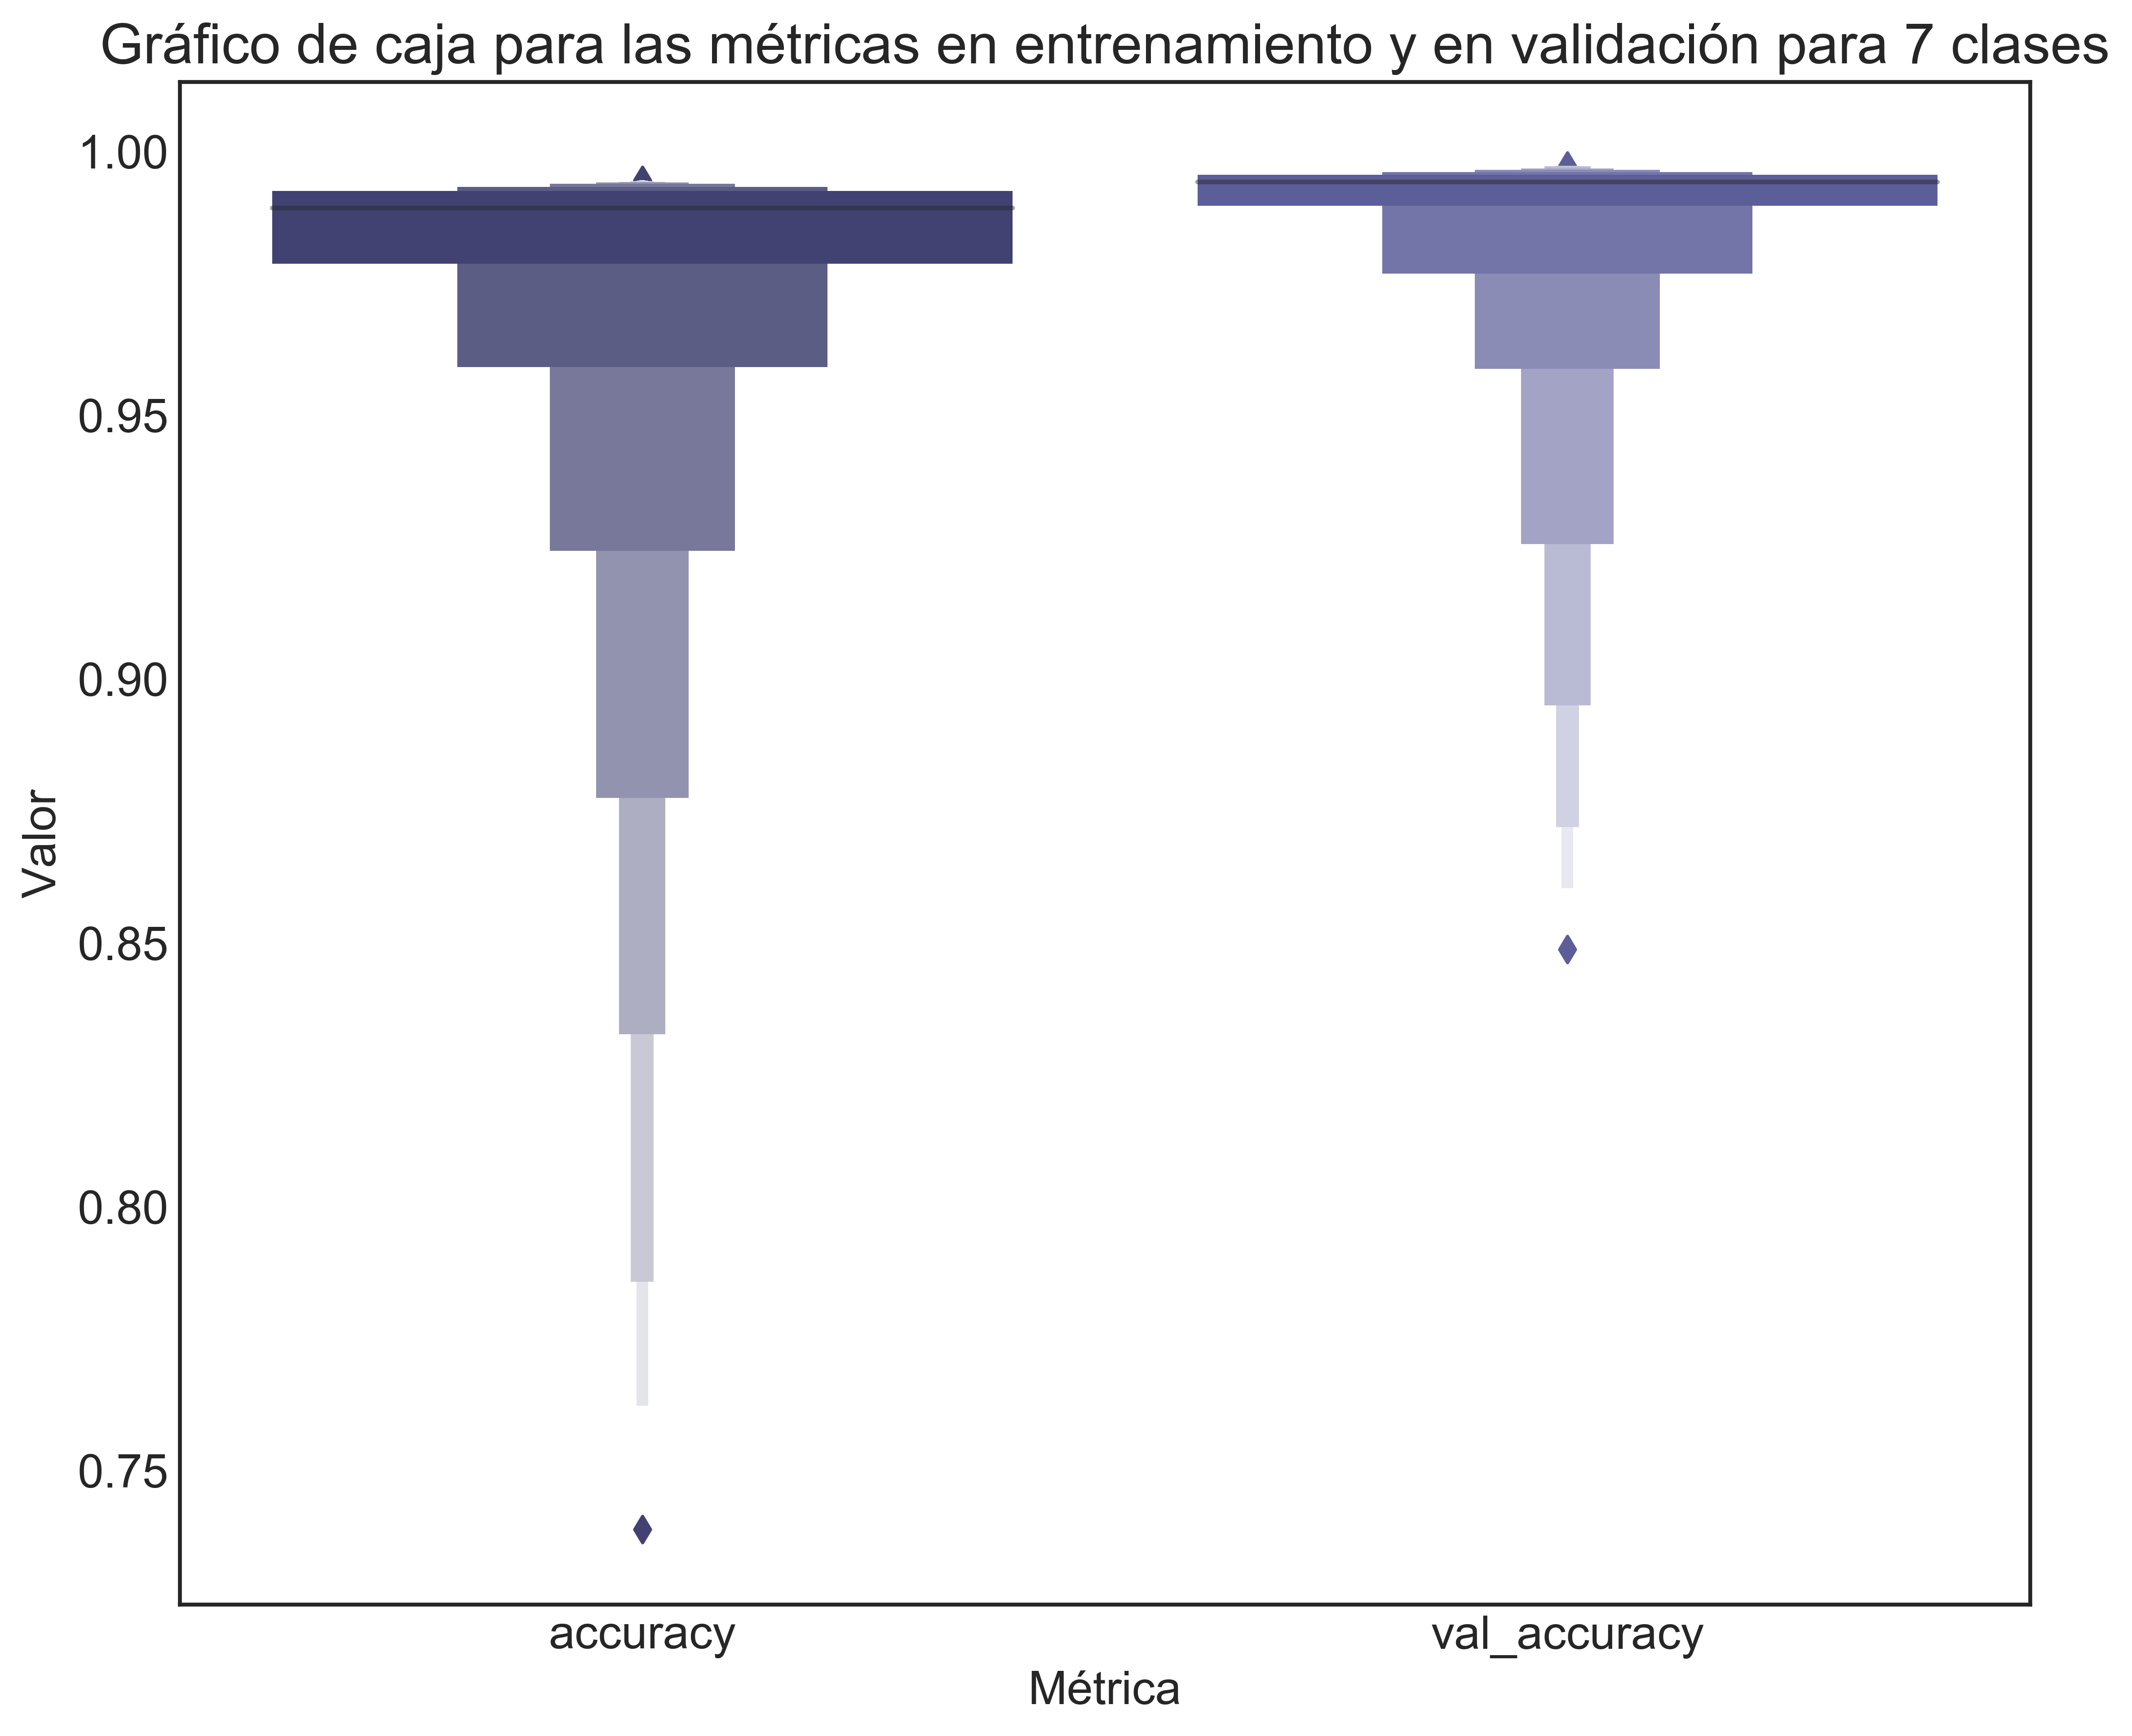 Gráfico de caja para las métricas en entrenamiento y en validación para 7 clases
1.00
0.95
0.90
0.85
0.80
0.75
Valor
accuracy
val_accuracy
Métrica